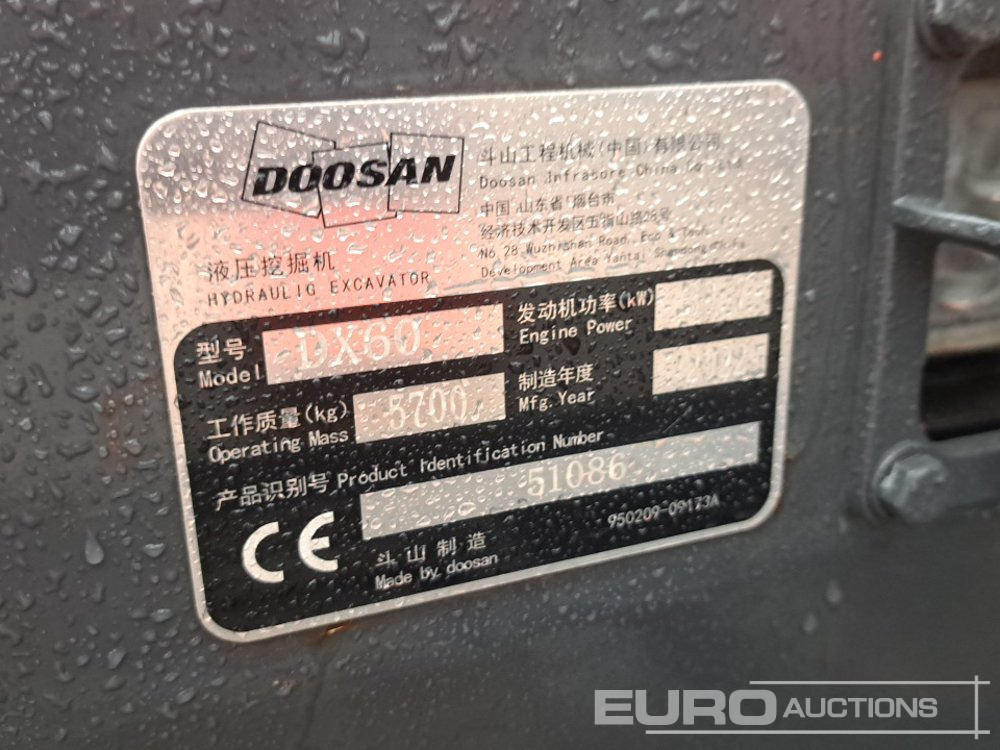 DOOSAN
斗山工程机械(中国)有限公司
Doosan Infracore China Co., Ltd.
中国 山东省 烟台市
经济技术开发区五指山路28号
No.28 Wuzhishan Road, Eco & Tech.
Development Area Yantai Shangdong
液压挖掘机
HYDRAULIG EXCAVATOR
型号
Model
DX60
发动机功率(kW)
Engine Power
工作质量(kg)
Operating Mass
5700
制造年度
Mfg.Year
产品识别号 Product Identification Number
51086
CE
斗山制造
Made by doosan
950209-09173A
EURO AUCTIONS